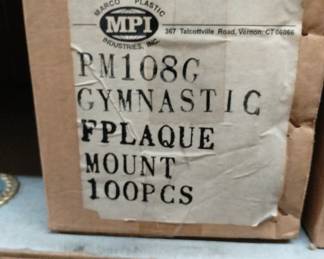 MARCO PLASTIC
MPI
INDUSTRIES, INC.
367 Talcottville Road, Vernon, CT 06066
PM108G
GYMNASTIC
FPLAQUE
MOUNT
100PCS